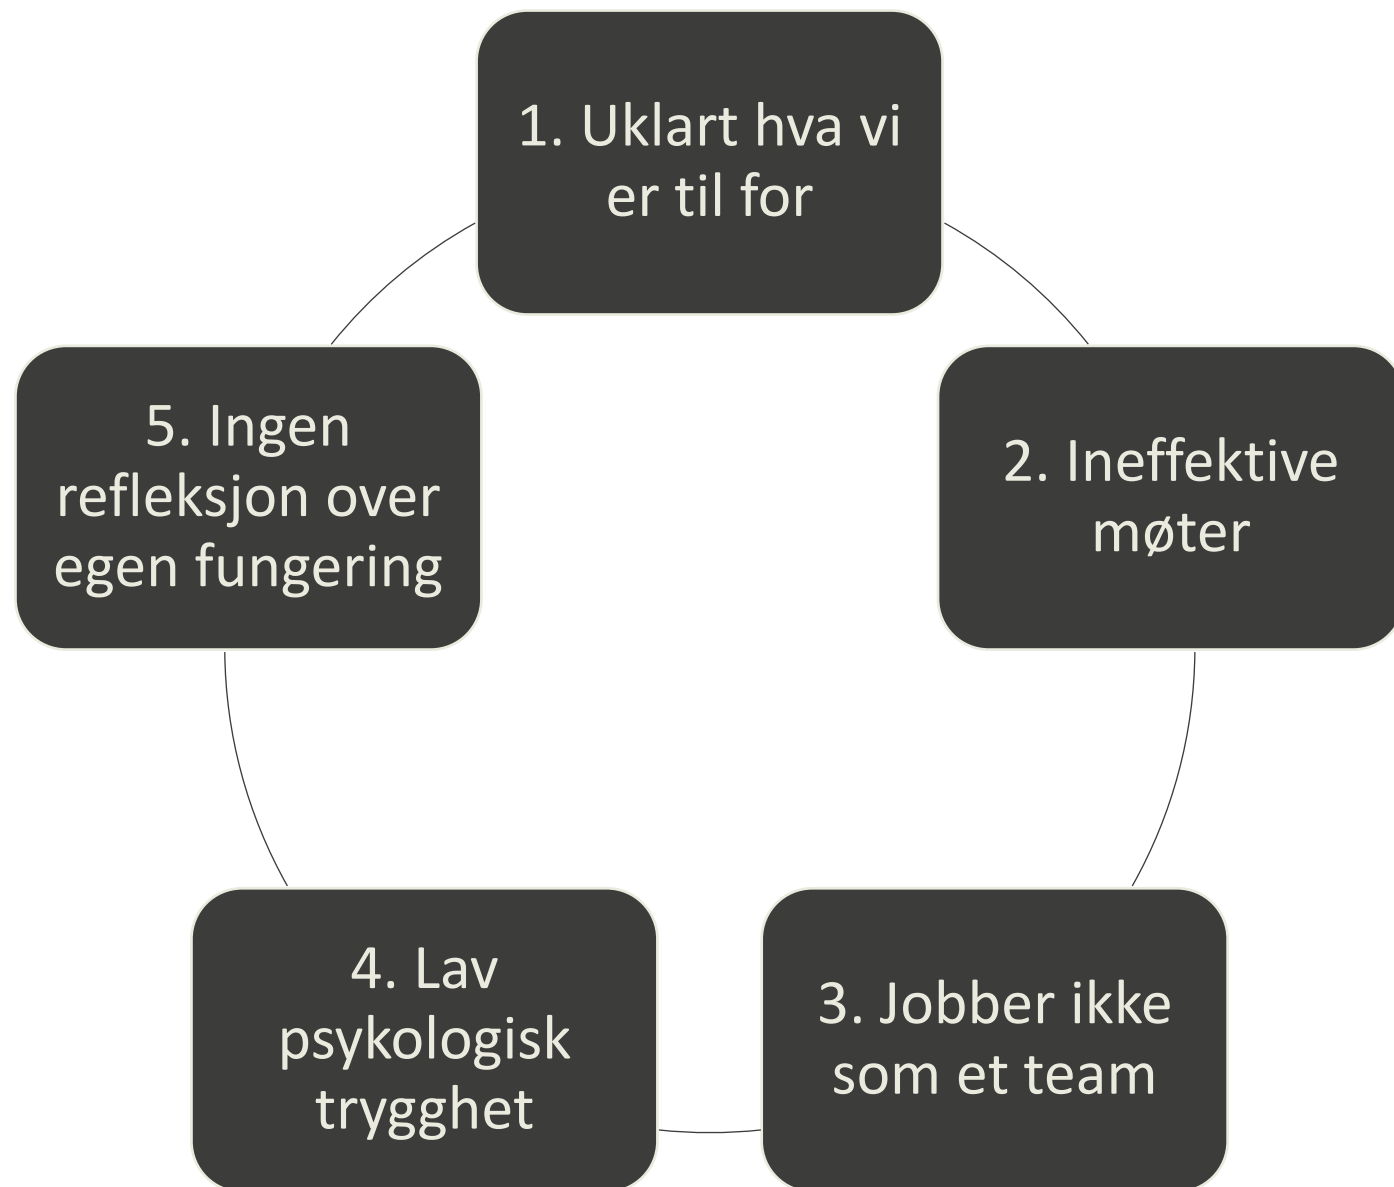 1. Uklart hva vi
er til for
2. Ineffektive
møter
3. Jobber ikke
som et team
4. Lav
psykologisk
trygghet
5. Ingen
refleksjon over
egen fungering